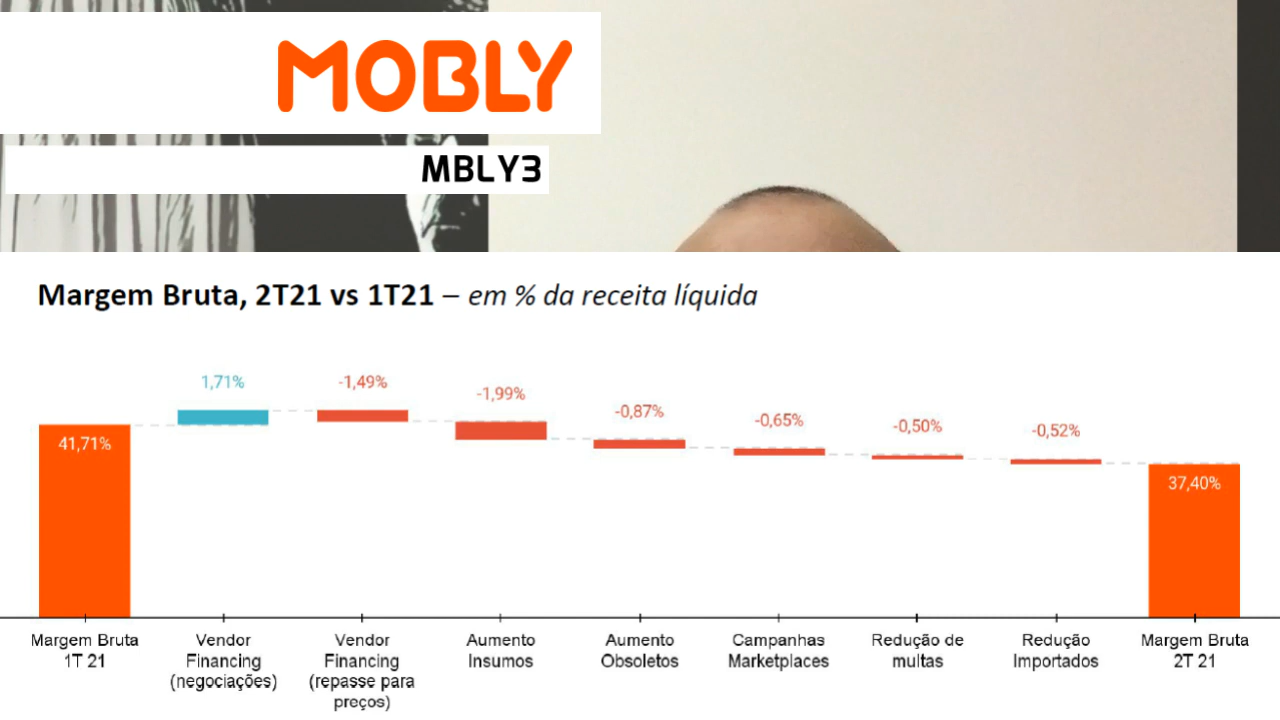 MOBLY
MBLY3
Margem Bruta, 2T21 vs 1T21 – em % da receita líquida
41,71%
1,71%
-1,49%
-1,99%
-0,87%
-0,65%
-0,50%
-0,52%
37,40%
Margem Bruta
1T 21
Vendor
Financing
(negociações)
Vendor
Financing
(repasse para
preços)
Aumento
Insumos
Aumento
Obsoletos
Campanhas
Marketplaces
Redução de
multas
Redução
Importados
Margem Bruta
2T 21